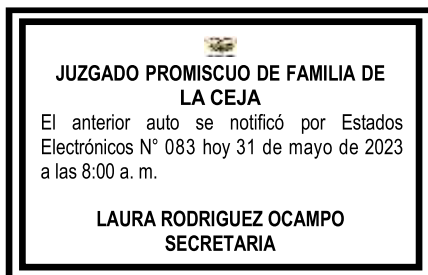 JUZGADO PROMISCUO DE FAMILIA DE
LA CEJA
El anterior auto se notificó por Estados
Electrónicos N° 083 hoy 31 de mayo de 2023
a las 8:00 a. m.
LAURA RODRIGUEZ OCAMPO
SECRETARIA